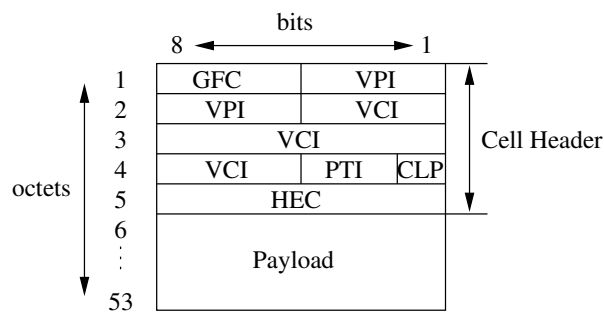 bits
8 1
1 GFC VPI
2 VPI VCI
3 VCI
4 VCI PTI CLP
5 HEC
Cell Header
octets
6
Payload
53